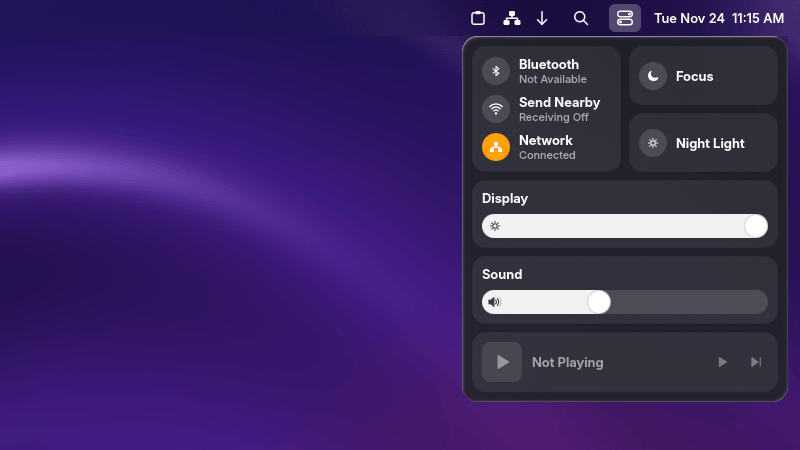 Tue Nov 24 11:15 AM
Bluetooth
Not Available
Send Nearby
Receiving Off
Network
Connected
Focus
Night Light
Display
Sound
Not Playing